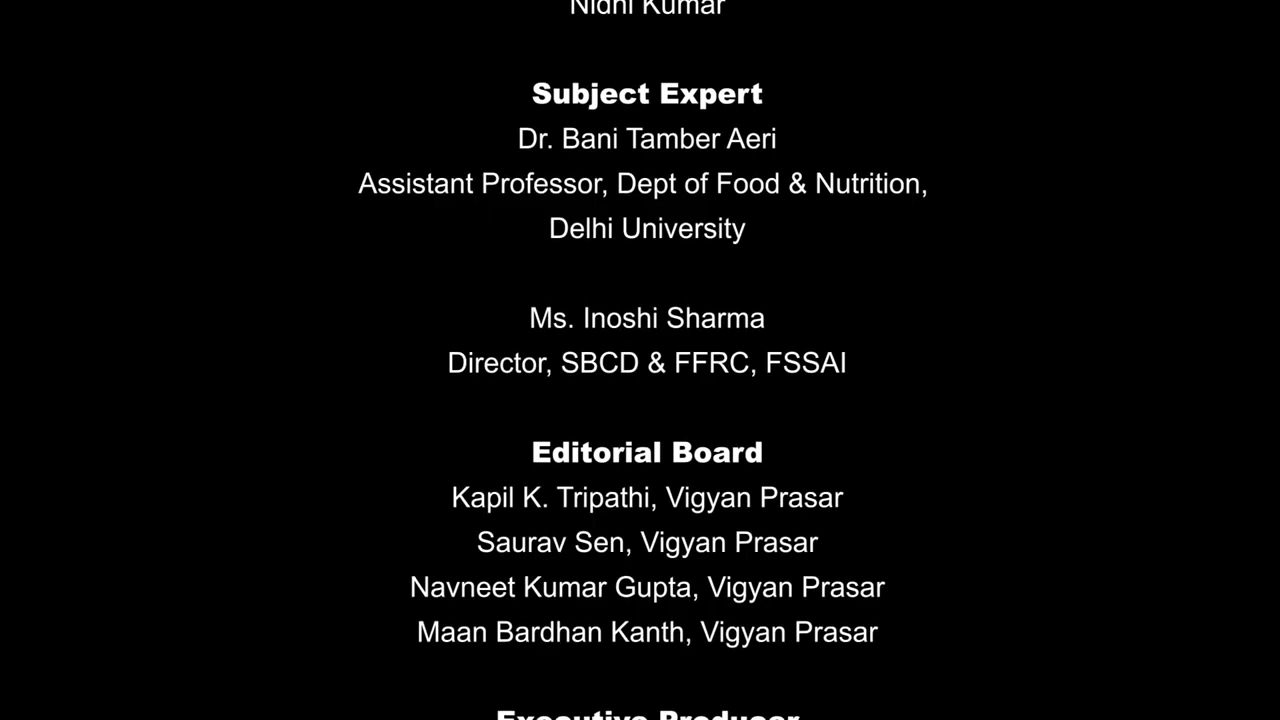 Nidhi Kumar
Subject Expert
Dr. Bani Tamber Aeri
Assistant Professor, Dept of Food & Nutrition,
Delhi University
Ms. Inoshi Sharma
Director, SBCD & FFRC, FSSAI
Editorial Board
Kapil K. Tripathi, Vigyan Prasar
Saurav Sen, Vigyan Prasar
Navneet Kumar Gupta, Vigyan Prasar
Maan Bardhan Kanth, Vigyan Prasar
Executive Producer